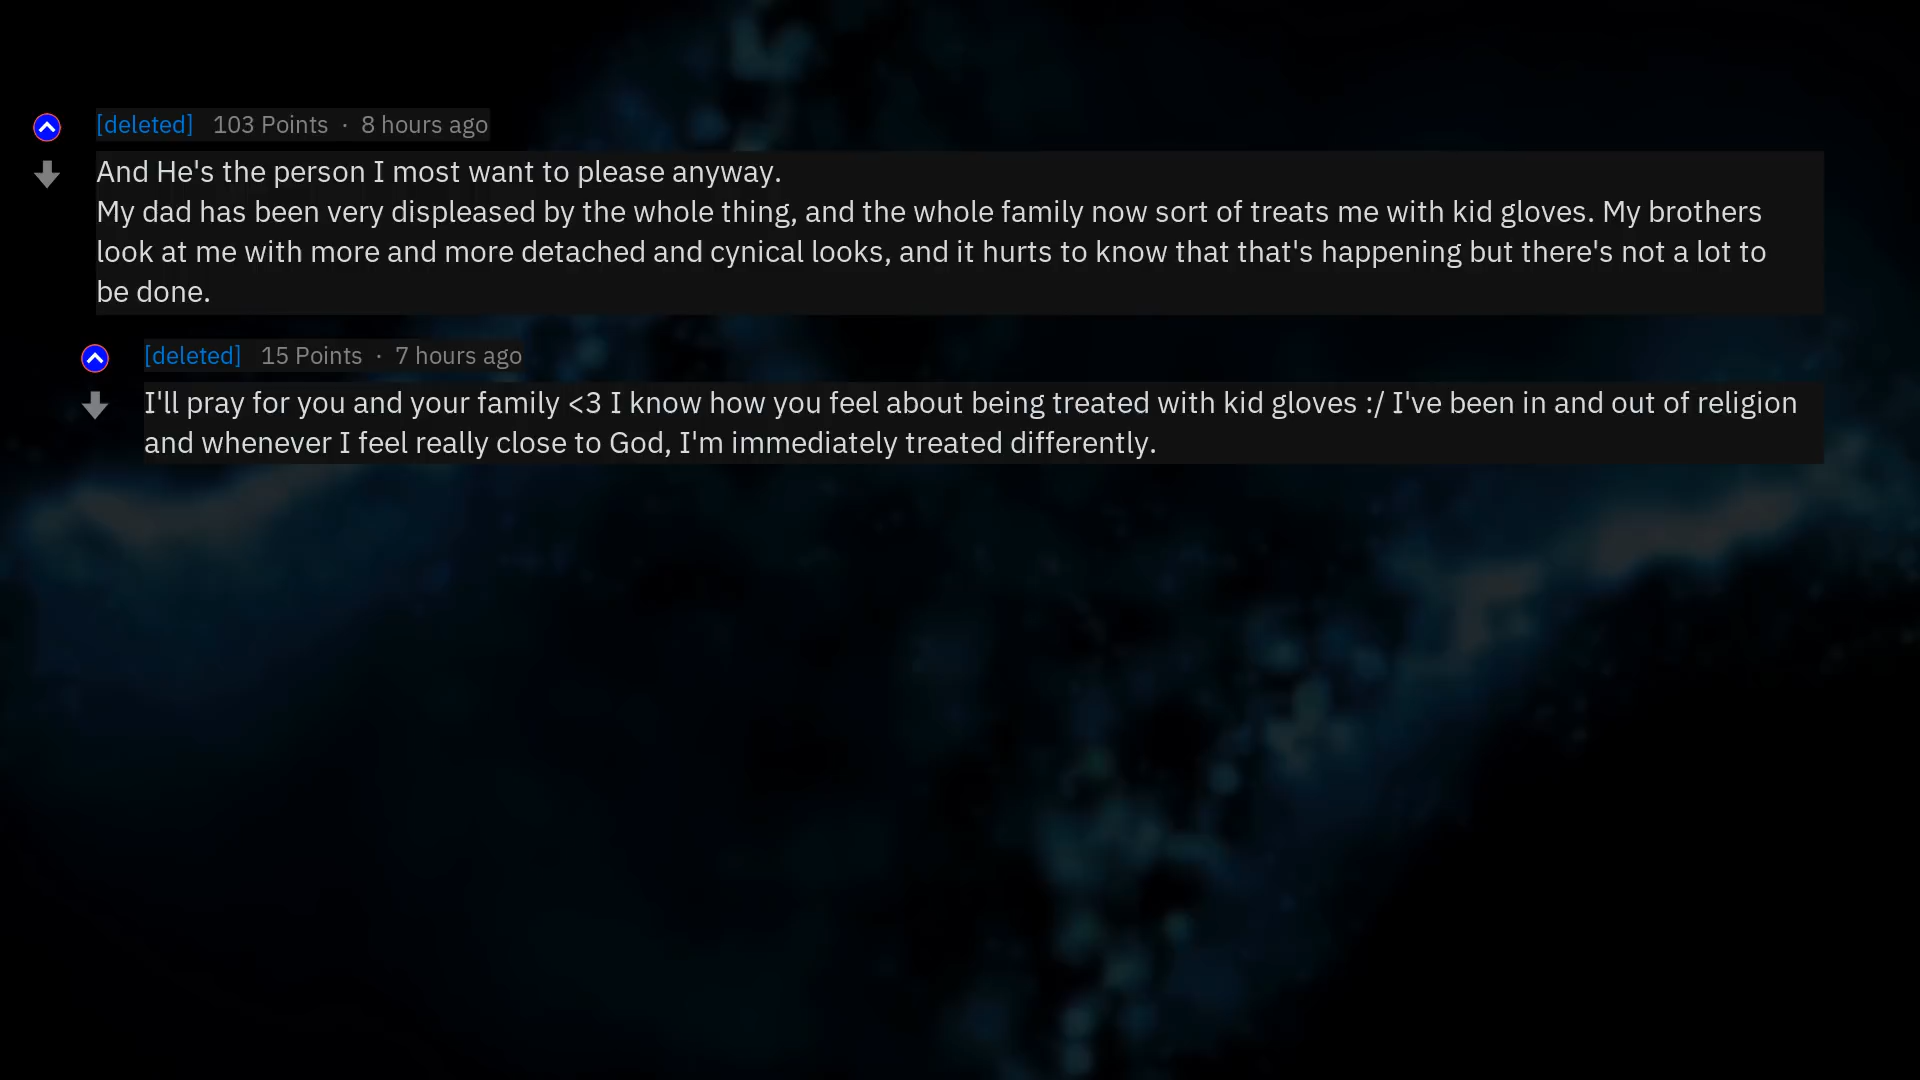 [deleted] 103 Points · 8 hours ago
And He's the person I most want to please anyway.
My dad has been very displeased by the whole thing, and the whole family now sort of treats me with kid gloves. My brothers
look at me with more and more detached and cynical looks, and it hurts to know that that's happening but there's not a lot to
be done.
[deleted] 15 Points · 7 hours ago
I'll pray for you and your family <3 I know how you feel about being treated with kid gloves :/ I've been in and out of religion
and whenever I feel really close to God, I'm immediately treated differently.